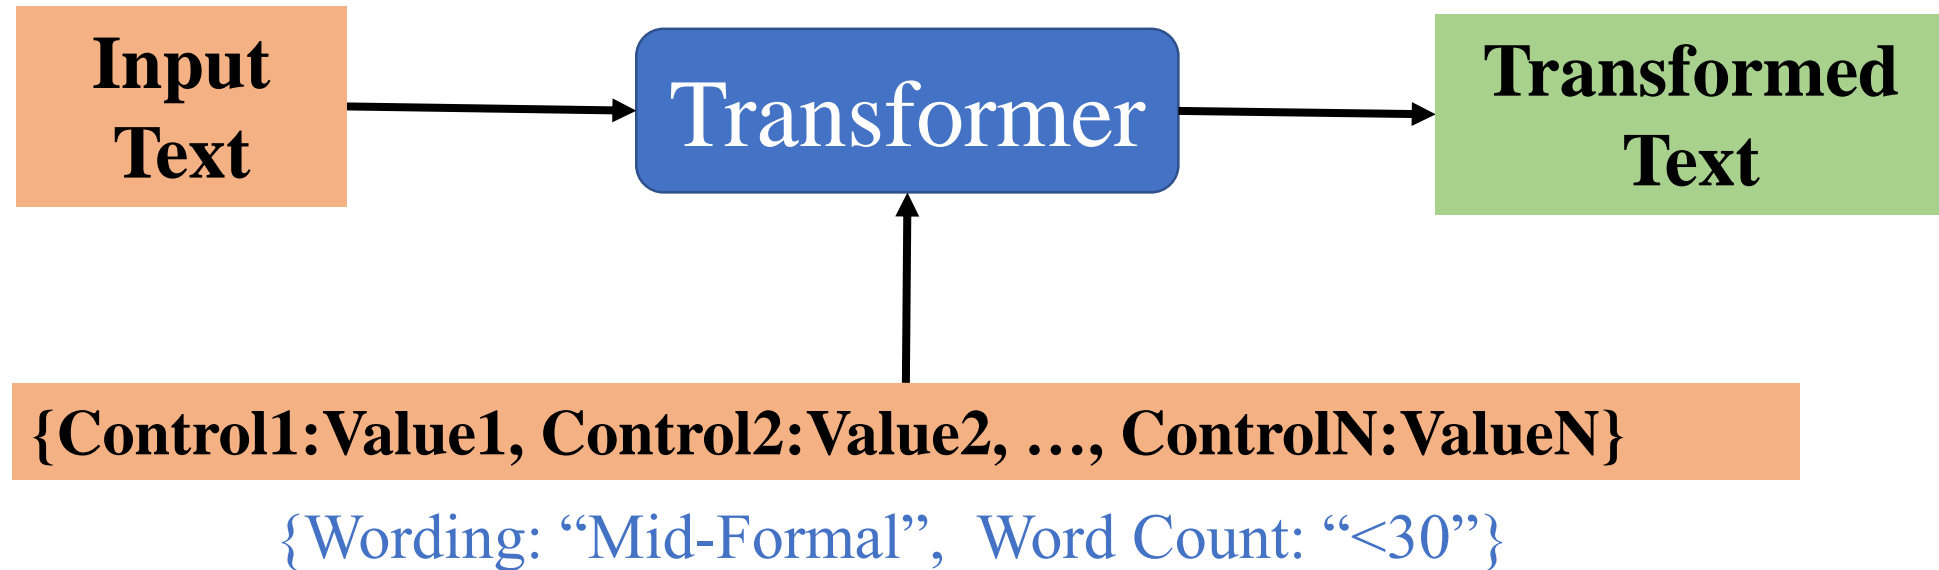 Input
Text
Transformer
Transformed
Text
{Control1:Value1, Control2:Value2, …, ControlN:ValueN}
{Wording: “Mid-Formal”, Word Count: “<30”}